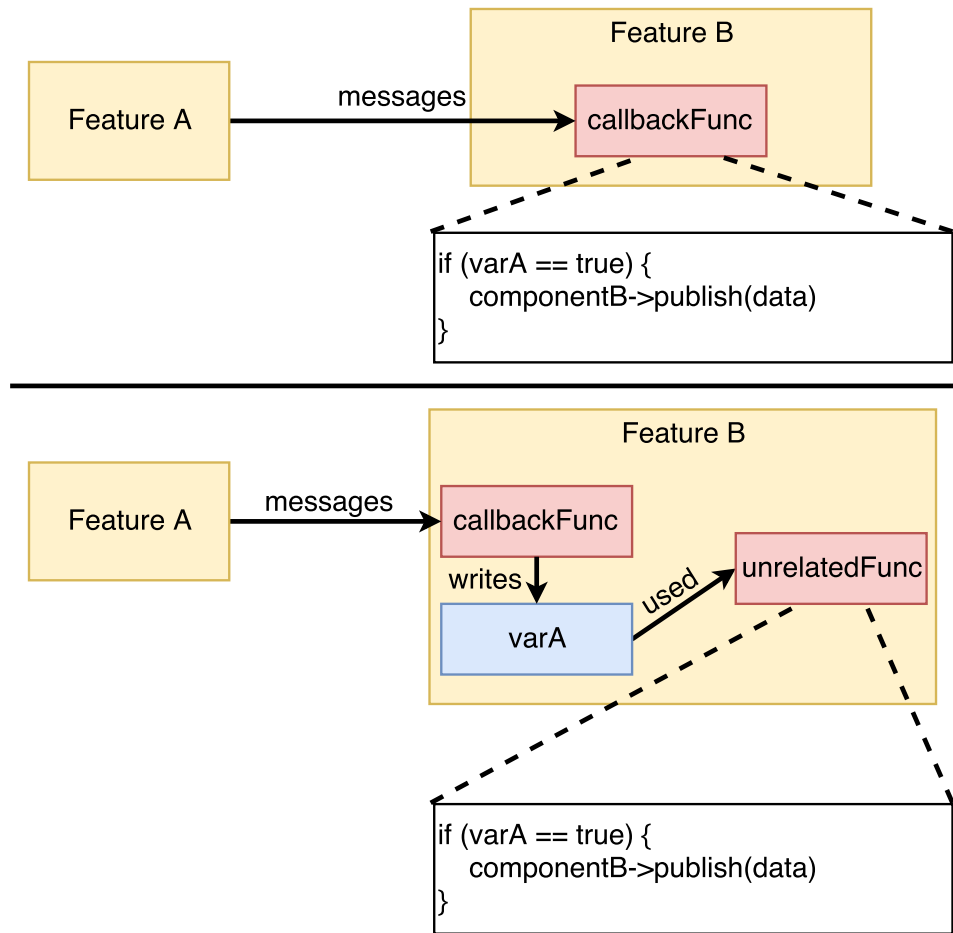 Feature B
Feature A
messages
callbackFunc
if (varA == true) {
componentB->publish(data)
}
Feature B
Feature A
messages
callbackFunc
unrelatedFunc
writes
used
varA
if (varA == true) {
componentB->publish(data)
}